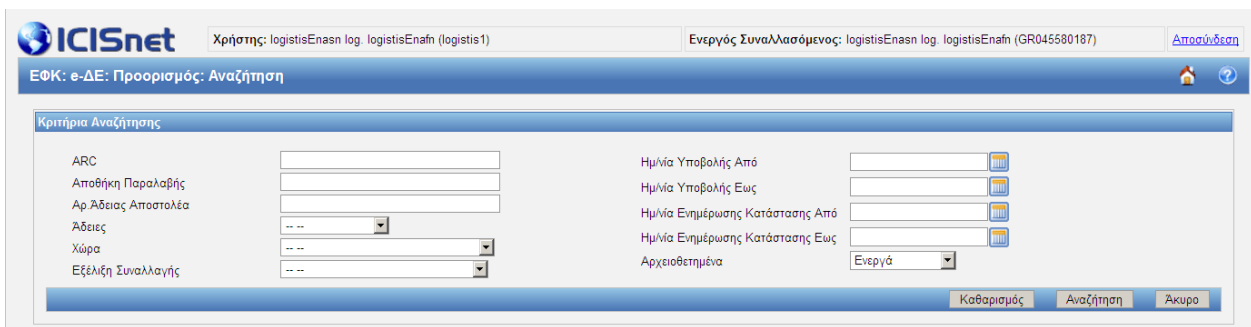 ICISnet Χρήστης: logistisEnasn log. logistisEnafn (logistis1) Ενεργός Συναλλασόμενος: logistisEnasn log. logistisEnafn (GR045580187) Αποσύνδεση
ΕΦΚ: e-ΔΕ: Προορισμός: Αναζήτηση
Κριτήρια Αναζήτησης
ARC
Αποθήκη Παραλαβής
Αρ.Άδειας Αποστολέα
Άδειες -- --
Χώρα -- --
Εξέλιξη Συναλλαγής -- --
Ημ/νία Υποβολής Από
Ημ/νία Υποβολής Εως
Ημ/νία Ενημέρωσης Κατάστασης Από
Ημ/νία Ενημέρωσης Κατάστασης Εως
Αρχειοθετημένα Ενεργά
Καθαρισμός Αναζήτηση Άκυρο